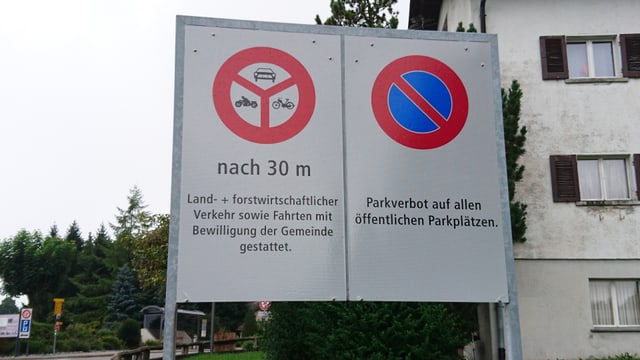 nach 30 m
Land- + forstwirtschaftlicher
Verkehr sowie Fahrten mit
Bewilligung der Gemeinde
gestattet.
Parkverbot auf allen
öffentlichen Parkplätzen.